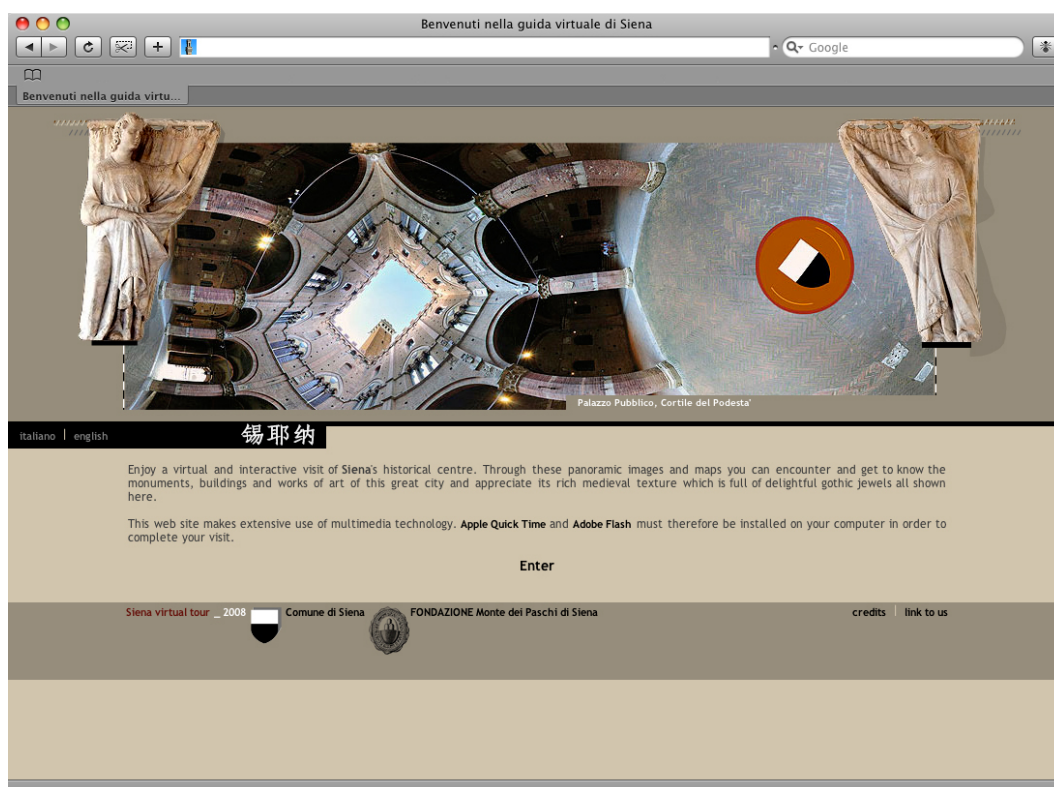 Benvenuti nella guida virtuale di Siena
Google
Benvenuti nella guida virtu...
Palazzo Pubblico, Cortile del Podesta'
italiano | english 锡耶纳
Enjoy a virtual and interactive visit of Siena's historical centre. Through these panoramic images and maps you can encounter and get to know the
monuments, buildings and works of art of this great city and appreciate its rich medieval texture which is full of delightful gothic jewels all shown
here.
This web site makes extensive use of multimedia technology. Apple Quick Time and Adobe Flash must therefore be installed on your computer in order to
complete your visit.
Enter
Siena virtual tour _ 2008 Comune di Siena FONDAZIONE Monte dei Paschi di Siena credits | link to us